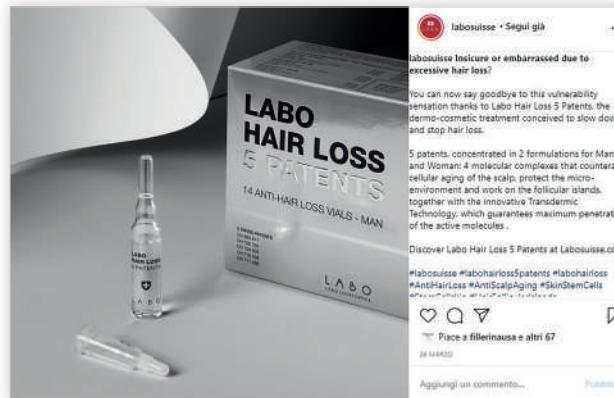 LABO
HAIR LOSS
5 PATENTS
14 ANTI-HAIR LOSS VIALS - MAN
LABO
LABO
HAIR LOSS
5 PATENTS
LABO
labosuisse • Segui già
labosuisse Insicure or embarrassed due to
excessive hair loss?
You can now say goodbye to this vulnerability
sensation thanks to Labo Hair Loss 5 Patents, the
dermo-cosmetic treatment conceived to slow dow
and stop hair loss.
5 patents, concentrated in 2 formulations for Man
and Woman: 4 molecular complexes that countera
cellular aging of the scalp, protect the micro-
environment and work on the follicular islands,
together with the innovative Transdermic
Technology, which guarantees maximum penetrat
of the active molecules .
Discover Labo Hair Loss 5 Patents at Labosuisse.co
#labosuisse #labohairloss5patents #labohairloss
#AntiHairLoss #AntiScalpAging #SkinStemCells
Piace a fillerinausa e altri 67
26 MARZO
Aggiungi un commento...
Pubblic